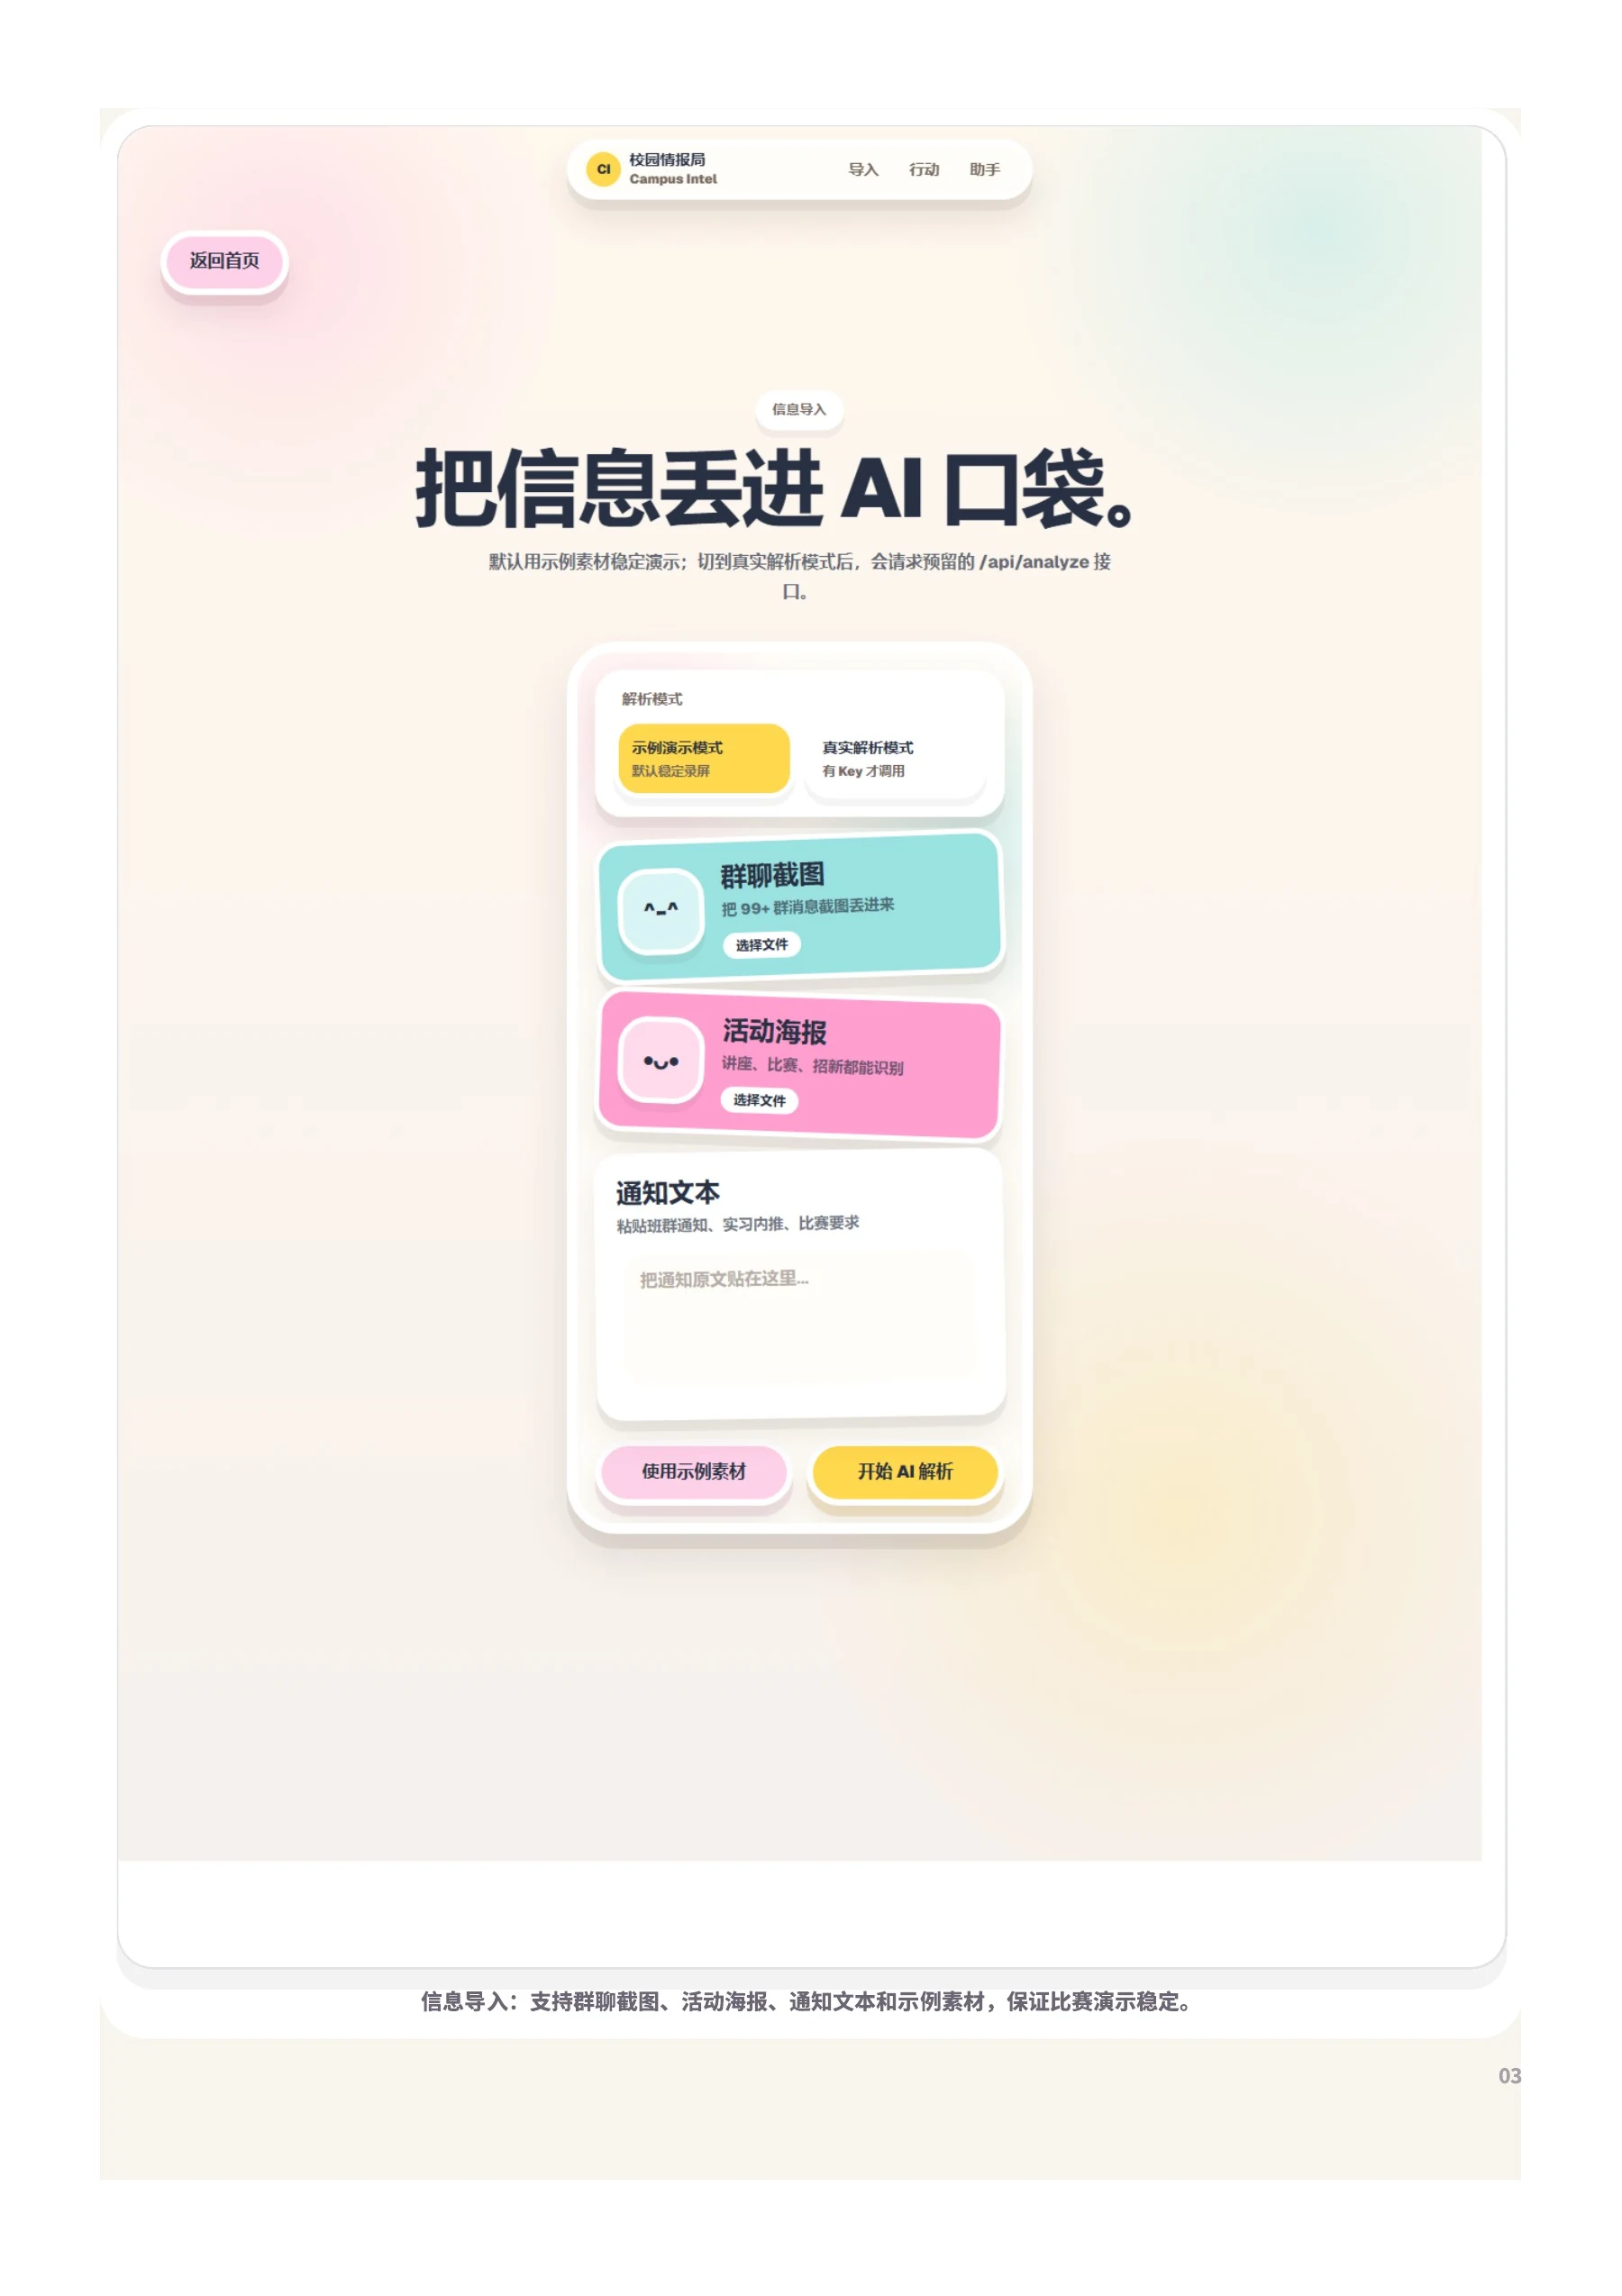 CI
校园情报局
Campus Intel
导入 行动 助手
返回首页
信息导入
把信息丢进 AI 口袋。
默认用示例素材稳定演示；切到真实解析模式后，会请求预留的 /api/analyze 接
口。
解析模式
示例演示模式
默认稳定录屏
真实解析模式
有 Key 才调用
群聊截图
把 99+ 群消息截图丢进来
选择文件
活动海报
讲座、比赛、招新都能识别
选择文件
通知文本
粘贴班群通知、实习内推、比赛要求
把通知原文贴在这里...
使用示例素材
开始 AI 解析
信息导入：支持群聊截图、活动海报、通知文本和示例素材，保证比赛演示稳定。
03